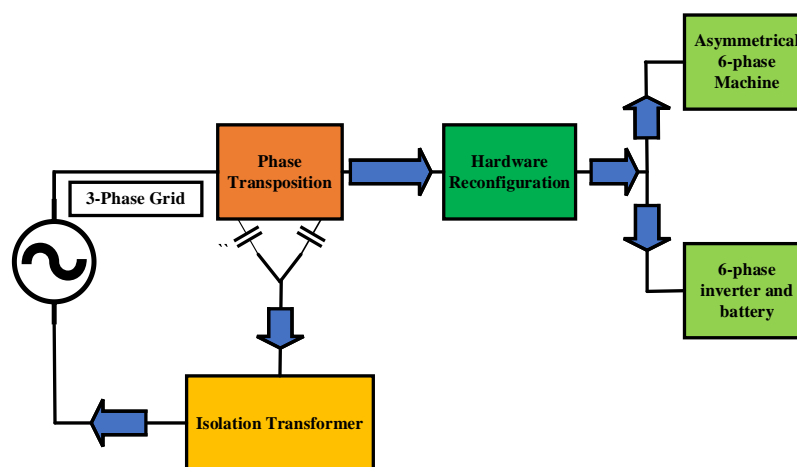 Asymmetrical
6-phase
Machine
Phase
Transposition
Hardware
Reconfiguration
3-Phase Grid
``
6-phase
inverter and
battery
Isolation Transformer